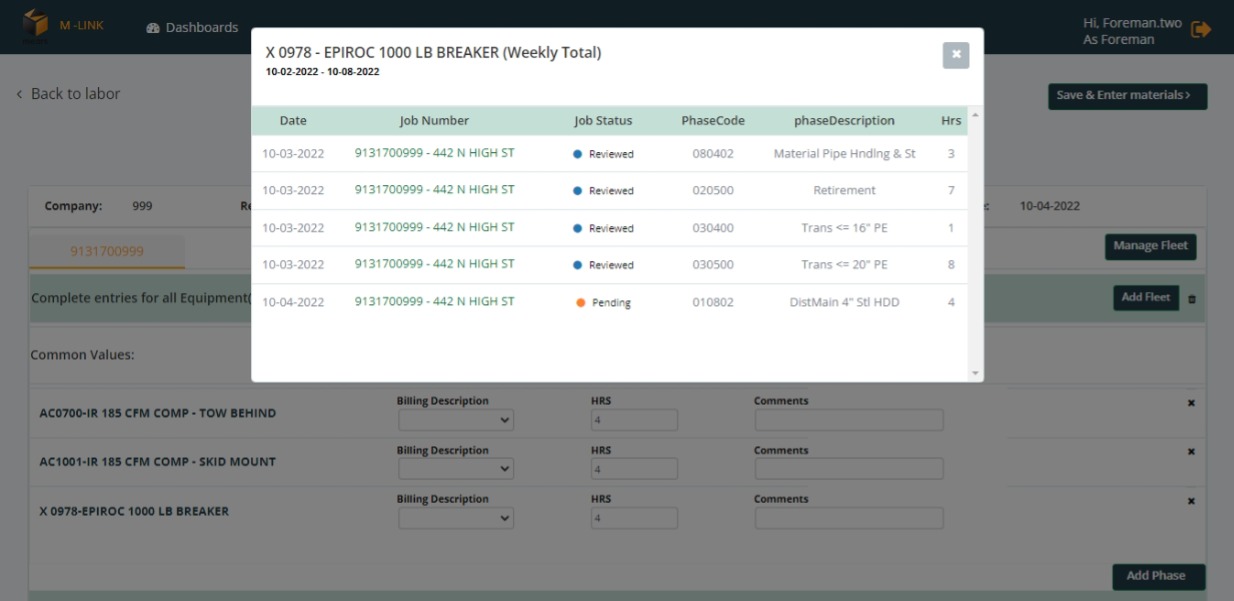 M -LINK
Dashboards
Hi, Foreman.two
As Foreman
X 0978 - EPIROC 1000 LB BREAKER (Weekly Total)
10-02-2022 - 10-08-2022
Back to labor
Save & Enter materials
Date Job Number Job Status PhaseCode phaseDescription Hrs
10-03-2022 9131700999 - 442 N HIGH ST Reviewed 080402 Material Pipe Hndlng & St 3
10-03-2022 9131700999 - 442 N HIGH ST Reviewed 020500 Retirement 7
10-03-2022 9131700999 - 442 N HIGH ST Reviewed 030400 Trans <= 16" PE 1
10-03-2022 9131700999 - 442 N HIGH ST Reviewed 030500 Trans <= 20" PE 8
10-04-2022 9131700999 - 442 N HIGH ST Pending 010802 DistMain 4" Stl HDD 4
Company: 999 10-04-2022
9131700999 Manage Fleet
Complete entries for all Equipment( Add Fleet
Common Values:
AC0700-IR 185 CFM COMP - TOW BEHIND Billing Description HRS 4 Comments
AC1001-IR 185 CFM COMP - SKID MOUNT Billing Description HRS 4 Comments
X 0978-EPIROC 1000 LB BREAKER Billing Description HRS 4 Comments
Add Phase